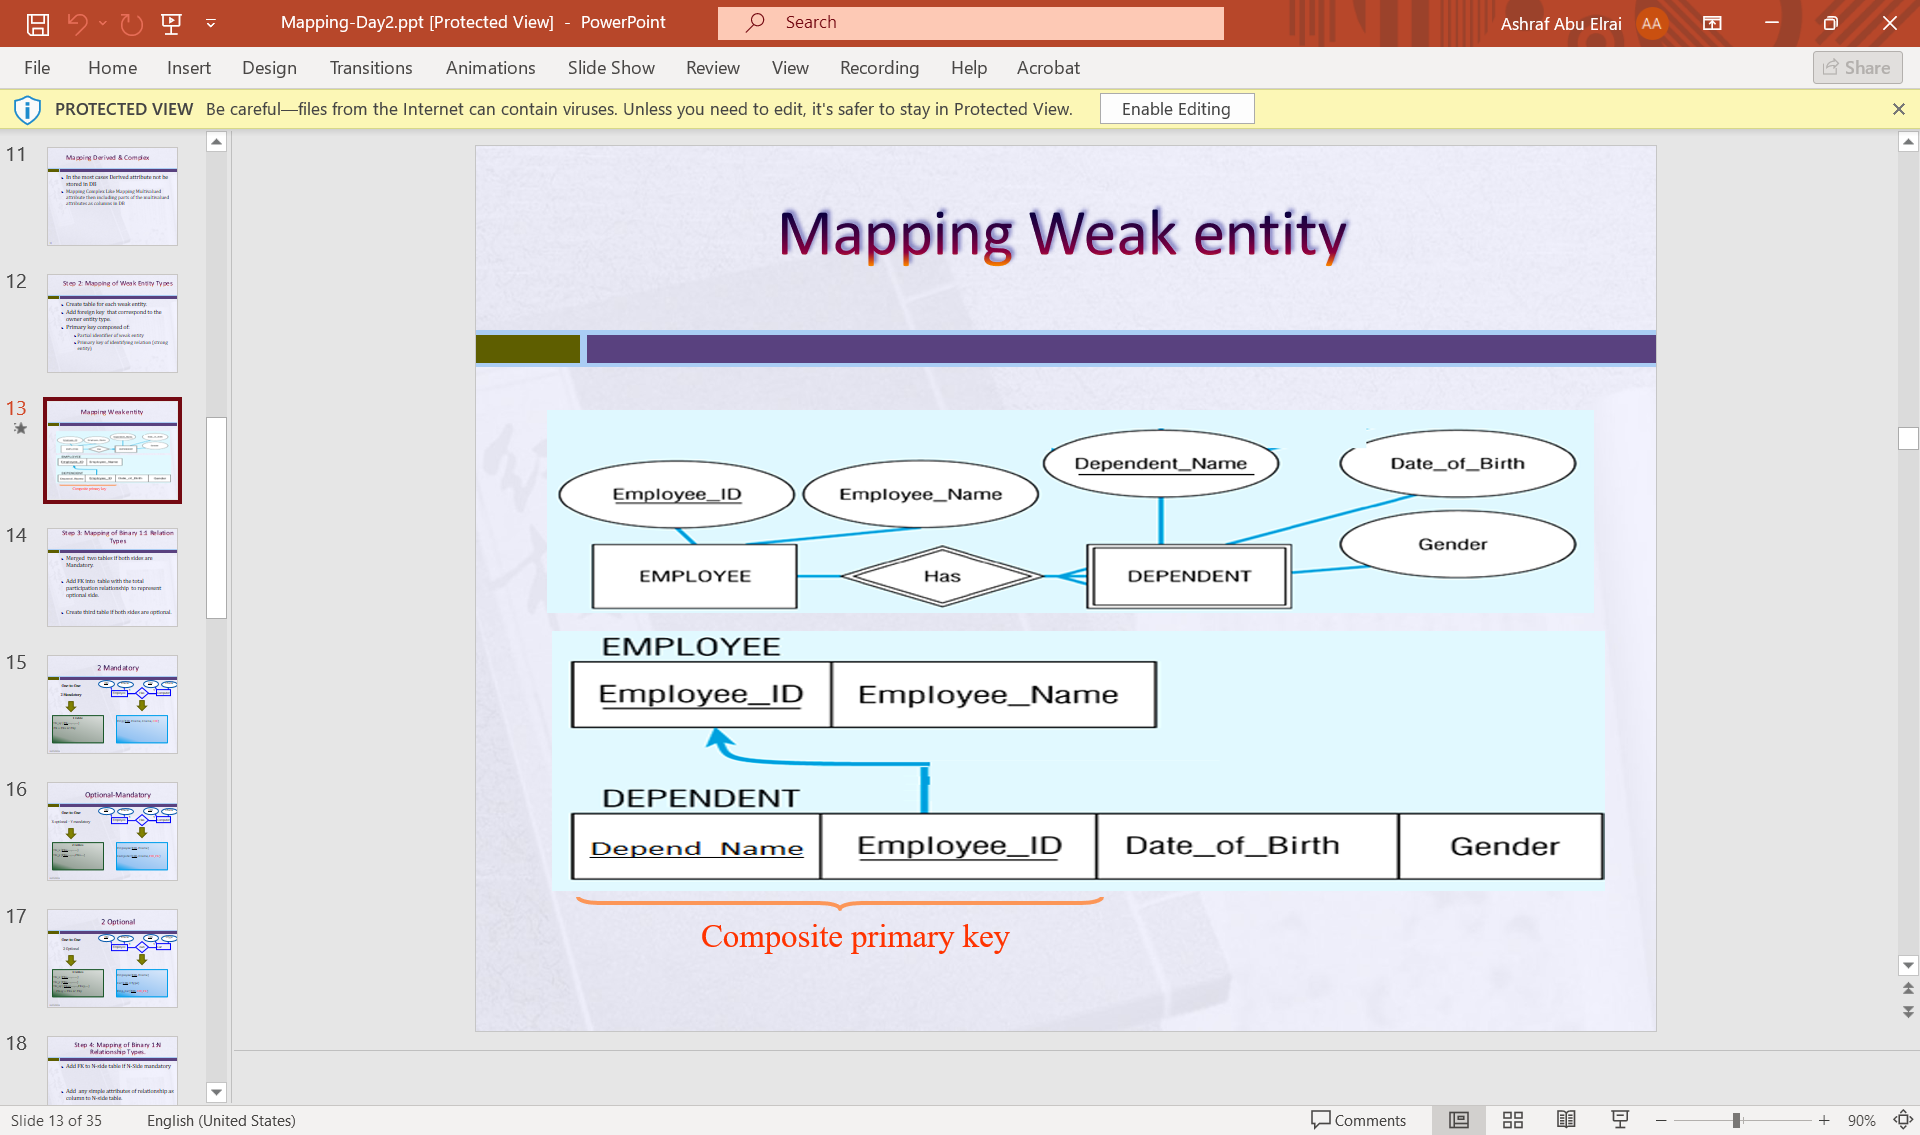 Mapping-Day2.ppt [Protected View] - PowerPoint
Search
Ashraf Abu Elrai
AA
File Home Insert Design Transitions Animations Slide Show Review View Recording Help Acrobat
Share
PROTECTED VIEW Be careful—files from the Internet can contain viruses. Unless you need to edit, it's safer to stay in Protected View.
Enable Editing
11
Mapping Derived & Complex
In the most cases Derived attribute not be
stored in DB
Mapping Complex Like Mapping Multivalued
attribute then including parts of the multivalued
attributes as columns in DB
12
Step 2: Mapping of Weak Entity Types
Create table for each weak entity.
Add foreign key that correspond to the
owner entity type.
Primary key composed of:
Partial identifier of weak entity
Primary key of identifying relation (strong
entity)
13
Mapping Weak entity
14
Step 3: Mapping of Binary 1:1 Relation
Types
Merged two tables if both sides are
Mandatory.
Add FK into table with the total
participation relationship to represent
optional side.
Create third table if both sides are optional.
15
2 Mandatory
16
Optional-Mandatory
17
2 Optional
18
Step 4: Mapping of Binary 1:N
Relationship Types.
Add FK to N-side table if N-Side mandatory
Add any simple attributes of relationship as
column to N-side table.
Mapping Weak entity
Employee_ID
Employee_Name
Dependent_Name
Date_of_Birth
Gender
EMPLOYEE
Has
DEPENDENT
EMPLOYEE
Employee_ID Employee_Name
DEPENDENT
Depend_Name Employee_ID Date_of_Birth Gender
Composite primary key
Slide 13 of 35
English (United States)
Comments
90%